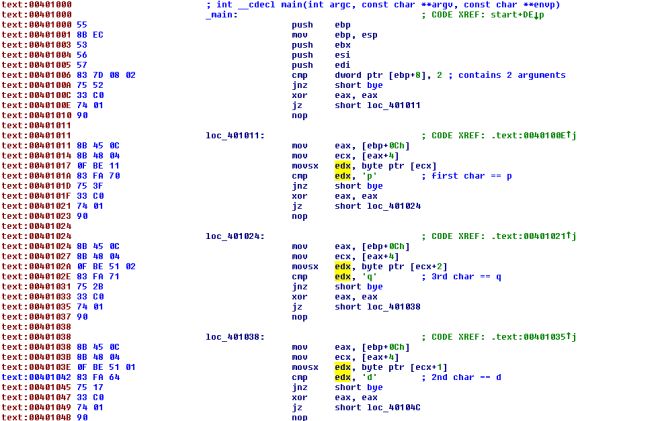 text:00401000 ; int __cdecl main(int argc, const char **argv, const char **envp)
text:00401000 _main: ; CODE XREF: start+DE↓p
text:00401000 55 push ebp
text:00401001 8B EC mov ebp, esp
text:00401003 53 push ebx
text:00401004 56 push esi
text:00401005 57 push edi
text:00401006 83 7D 08 02 cmp dword ptr [ebp+8], 2 ; contains 2 arguments
text:0040100A 75 52 jnz short bye
text:0040100C 33 C0 xor eax, eax
text:0040100E 74 01 jz short loc_401011
text:00401010 90 nop
text:00401011
text:00401011 loc_401011: ; CODE XREF: .text:0040100E↑j
text:00401011 8B 45 0C mov eax, [ebp+0Ch]
text:00401014 8B 48 04 mov ecx, [eax+4]
text:00401017 0F BE 11 movsx edx, byte ptr [ecx]
text:0040101A 83 FA 70 cmp edx, 'p' ; first char == p
text:0040101D 75 3F jnz short bye
text:0040101F 33 C0 xor eax, eax
text:00401021 74 01 jz short loc_401024
text:00401023 90 nop
text:00401024
text:00401024 loc_401024: ; CODE XREF: .text:00401021↑j
text:00401024 8B 45 0C mov eax, [ebp+0Ch]
text:00401027 8B 48 04 mov ecx, [eax+4]
text:0040102A 0F BE 51 02 movsx edx, byte ptr [ecx+2]
text:0040102E 83 FA 71 cmp edx, 'q' ; 3rd char == q
text:00401031 75 2B jnz short bye
text:00401033 33 C0 xor eax, eax
text:00401035 74 01 jz short loc_401038
text:00401037 90 nop
text:00401038
text:00401038 loc_401038: ; CODE XREF: .text:00401035↑j
text:00401038 8B 45 0C mov eax, [ebp+0Ch]
text:0040103B 8B 48 04 mov ecx, [eax+4]
text:0040103E 0F BE 51 01 movsx edx, byte ptr [ecx+1]
text:00401042 83 FA 64 cmp edx, 'd' ; 2nd char == d
text:00401045 75 17 jnz short bye
text:00401047 33 C0 xor eax, eax
text:00401049 74 01 jz short loc_40104C
text:0040104B 90 nop